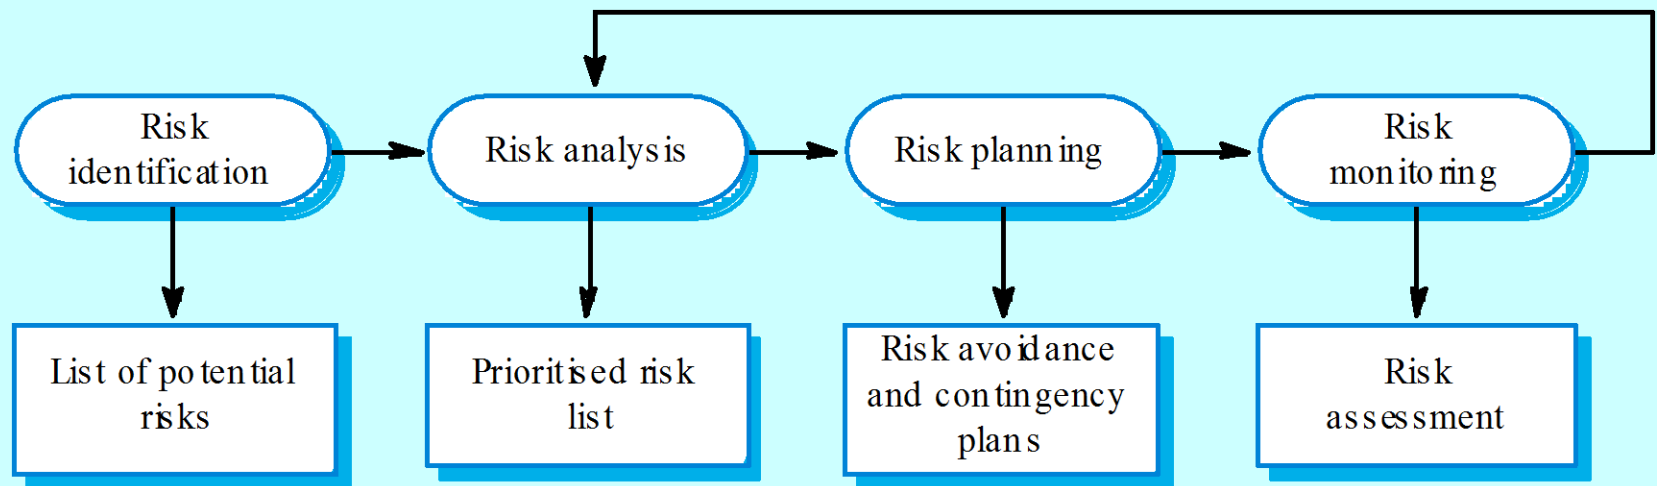 Risk
identification
Risk analysis
Risk planning
Risk
monitoring
List of potential
risks
Prioritised risk
list
Risk avoidance
and contingency
plans
Risk
assessment